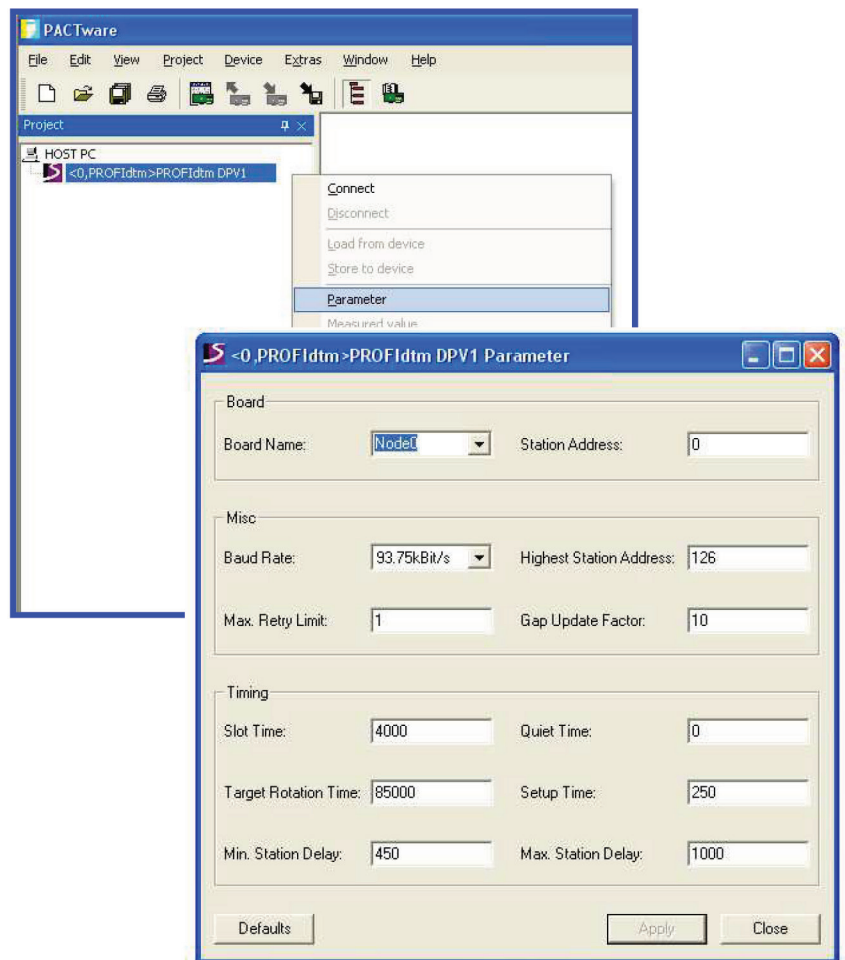 PACTware
File Edit View Project Device Extras Window Help
Project
HOST PC
<0,PROFIdtm>PROFIdtm DPV1
Connect
Disconnect
Load from device
Store to device
Parameter
Measured value
<0,PROFIdtm>PROFIdtm DPV1 Parameter
Board
Board Name: Node0 Station Address: 0
Misc
Baud Rate: 93.75kBit/s Highest Station Address: 126
Max. Retry Limit: 1 Gap Update Factor: 10
Timing
Slot Time: 4000 Quiet Time: 0
Target Rotation Time: 85000 Setup Time: 250
Min. Station Delay: 450 Max. Station Delay: 1000
Defaults Apply Close